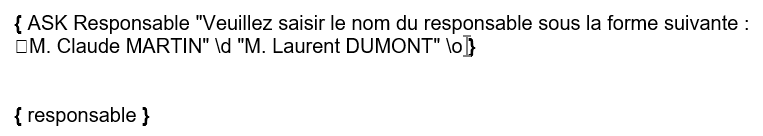 { ASK Responsable "Veuillez saisir le nom du responsable sous la forme suivante :
□M. Claude MARTIN" \d "M. Laurent DUMONT" \o }
{ responsable }